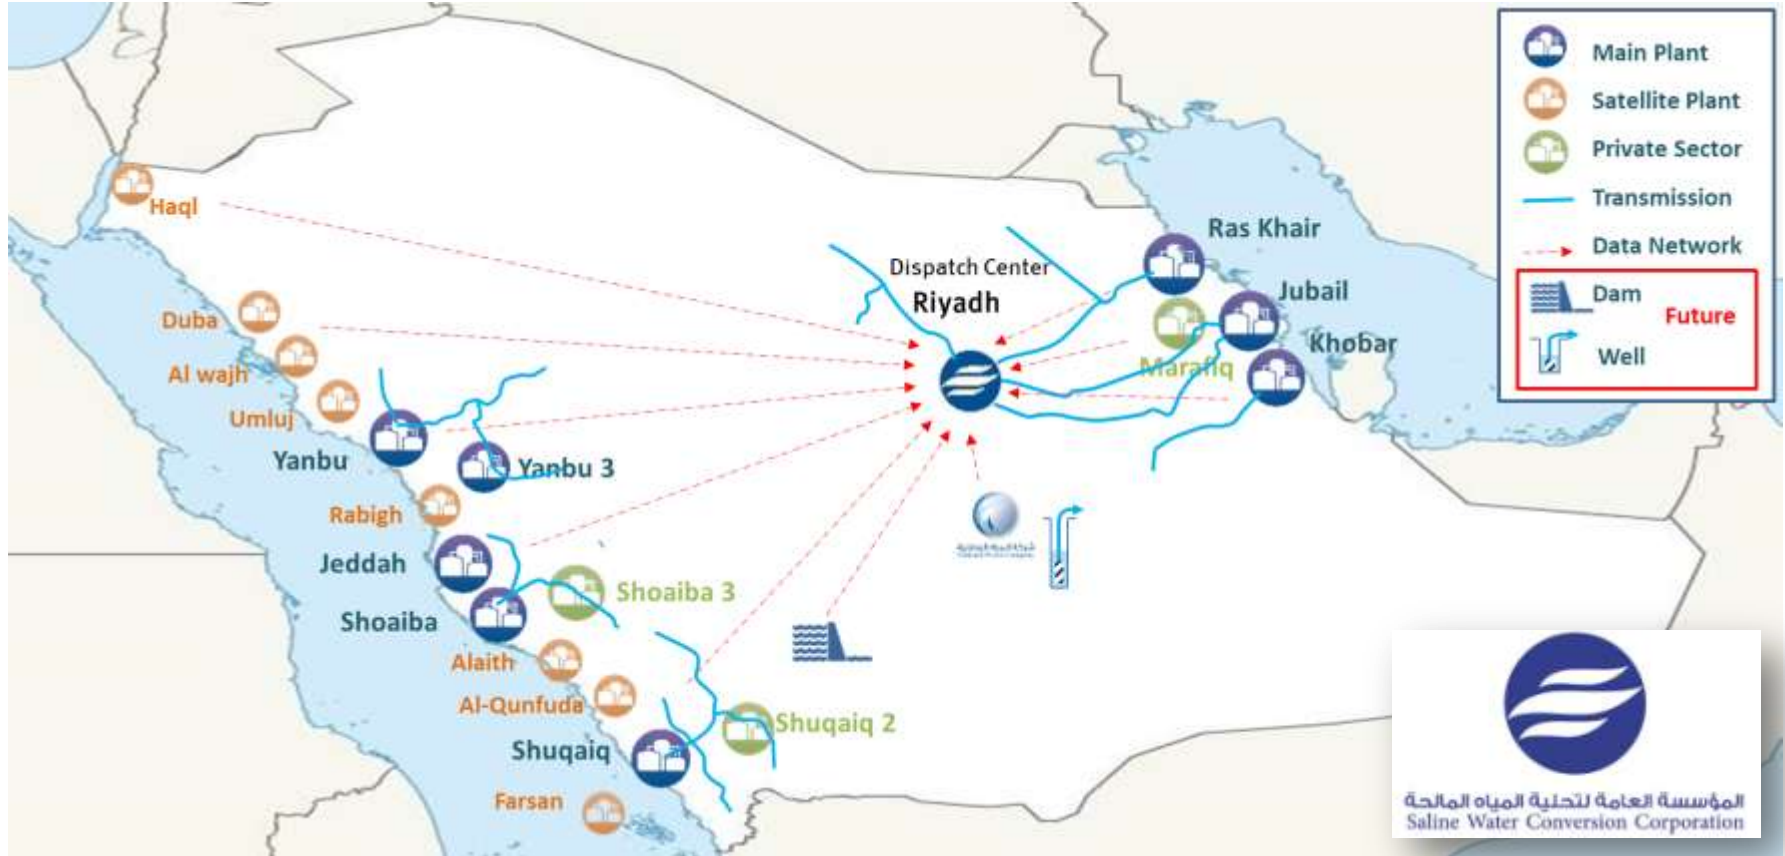 Main Plant
Satellite Plant
Private Sector
Transmission
Data Network
Dam
Future
Well
Haql
Ras Khair
Dispatch Center
Riyadh
Jubail
Duba
Khobar
Al wajh
Marafiq
Umluj
Yanbu
Yanbu 3
Rabigh
Jeddah
Shoaiba 3
Shoaiba
Alaith
Al-Qunfuda
Shuqaiq 2
Shuqaiq
Farsan
المؤسسة العامة لتحلية المياه المالحة
Saline Water Conversion Corporation